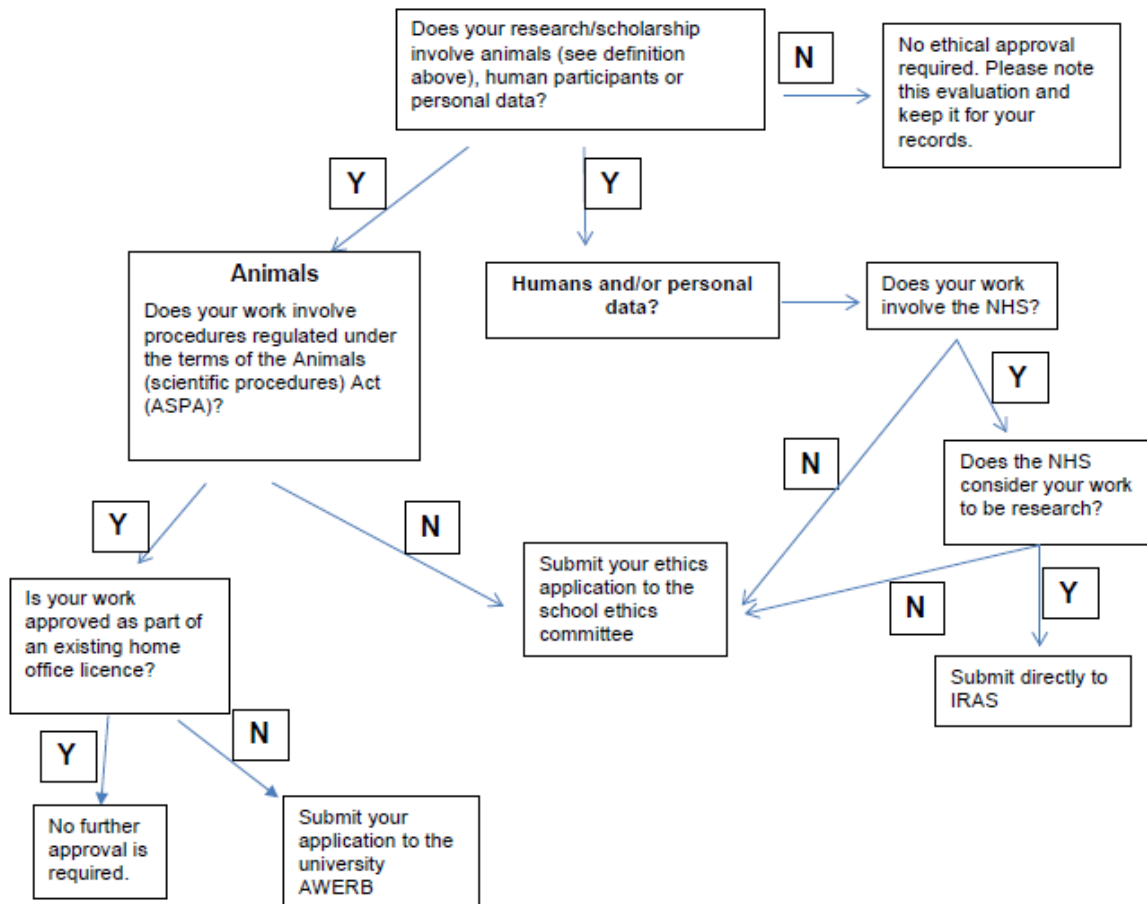 Does your research/scholarship
involve animals (see definition
above), human participants or
personal data?
N
No ethical approval
required. Please note
this evaluation and
keep it for your
records.
Y
Y
Animals
Does your work involve
procedures regulated under
the terms of the Animals
(scientific procedures) Act
(ASPA)?
Humans and/or personal
data?
Does your work
involve the NHS?
Y
N
Does the NHS
consider your work
to be research?
Y
N
Submit your ethics
application to the
school ethics
committee
N
Y
Is your work
approved as part of
an existing home
office licence?
Submit directly to
IRAS
Y
N
No further
approval is
required.
Submit your
application to the
university
AWERB